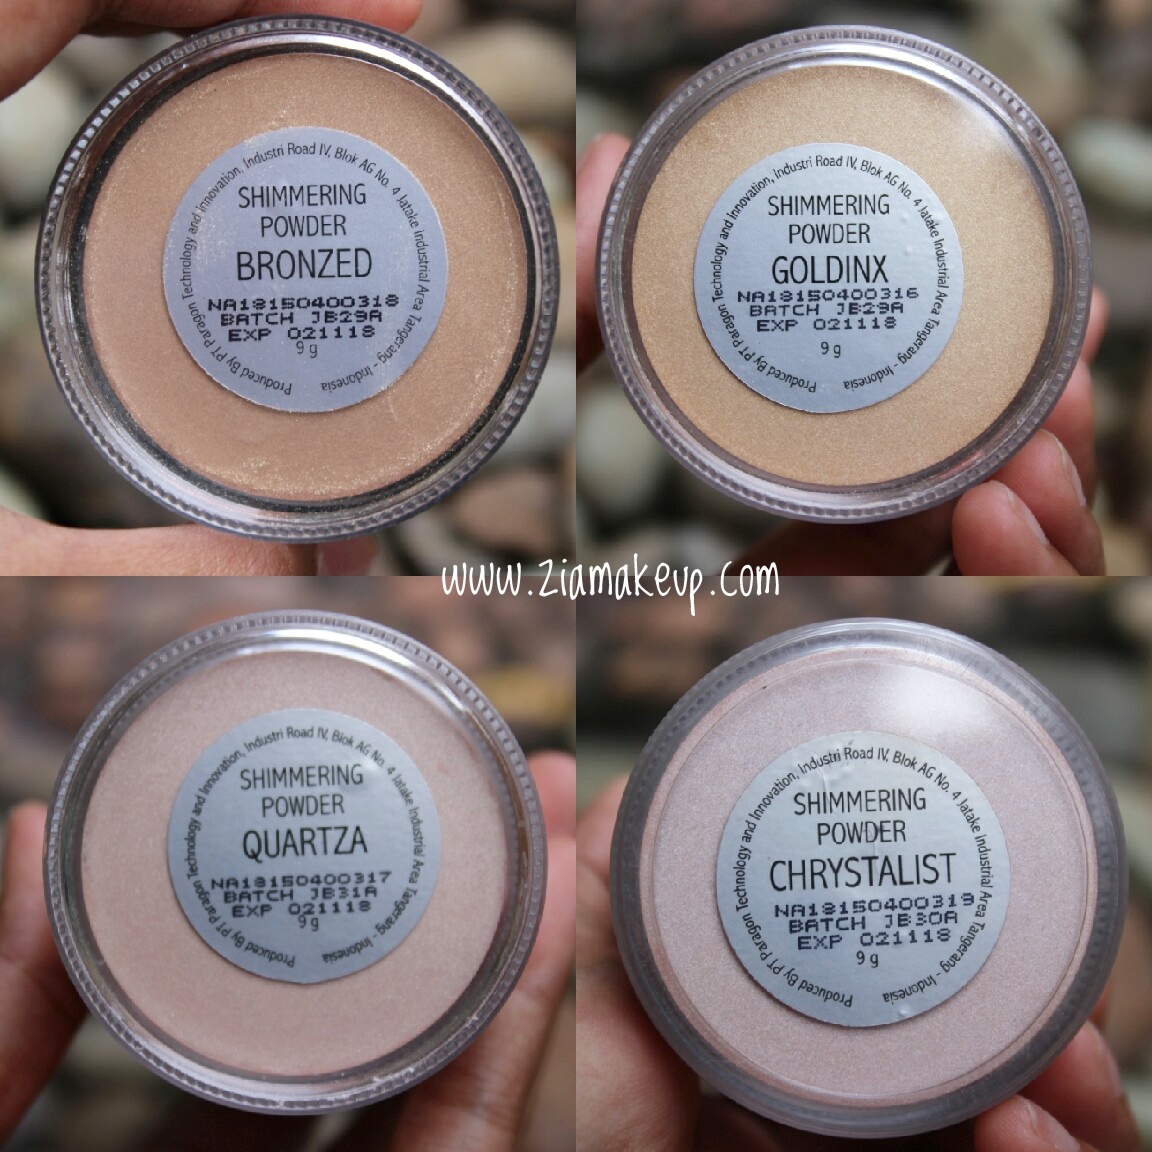 Produced By PT Paragon Technology and Innovation, Industri Road IV, Blok AG No. 4 Jatake Industrial Area Tangerang - Indonesia
SHIMMERING
POWDER
BRONZED
NA18150400318
BATCH JB29A
EXP 021118
9 g
Produced By PT Paragon Technology and Innovation, Industri Road IV, Blok AG No. 4 Jatake Industrial Area Tangerang - Indonesia
SHIMMERING
POWDER
GOLDINX
NA18150400316
BATCH JB29A
EXP 021118
9 g
www.ziamakeup.com
Produced By PT Paragon Technology and Innovation, Industri Road IV, Blok AG No. 4 Jatake Industrial Area Tangerang - Indonesia
SHIMMERING
POWDER
QUARTZA
NA18150400317
BATCH JB31A
EXP 021118
9 g
Produced By PT Paragon Technology and Innovation, Industri Road IV, Blok AG No. 4 Jatake Industrial Area Tangerang - Indonesia
SHIMMERING
POWDER
CHRYSTALIST
NA18150400319
BATCH JB30A
EXP 021118
9 g